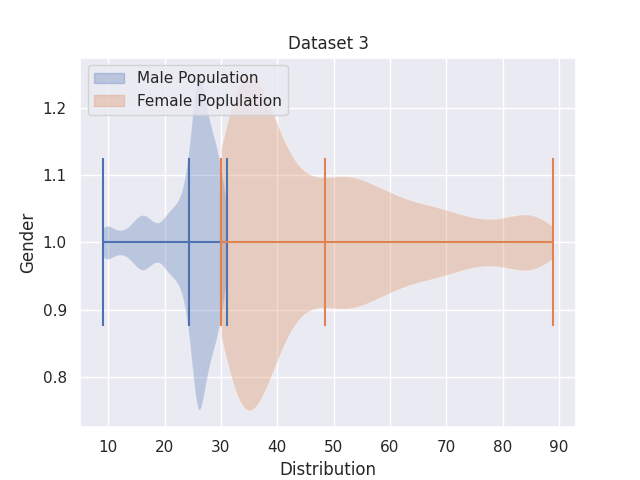 Dataset 3
Male Population
Female Poplulation
Gender
1.2
1.1
1.0
0.9
0.8
10 20 30 40 50 60 70 80 90
Distribution